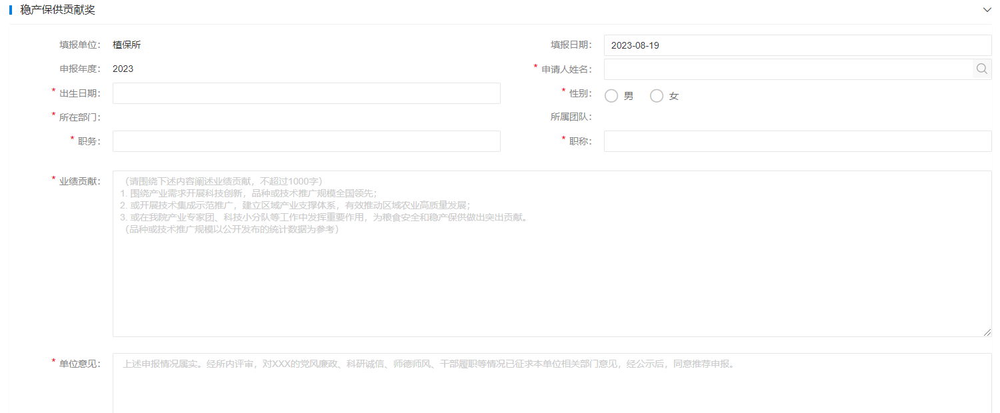 稳产保供贡献奖
填报单位： 植保所 填报日期： 2023-08-19
申报年度： 2023 * 申请人姓名：
* 出生日期： * 性别： 男 女
* 所在部门： 所属团队：
* 职务： * 职称：
* 业绩贡献： （请围绕下述内容阐述业绩贡献，不超过1000字）
1. 围绕产业需求开展科技创新，品种或技术推广规模全国领先；
2. 或开展技术集成示范推广，建立区域产业支撑体系，有效推动区域农业高质量发展；
3. 或在我院产业专家团、科技小分队等工作中发挥重要作用，为粮食安全和稳产保供做出突出贡献。
（品种或技术推广规模以公开发布的统计数据为参考）
* 单位意见： 上述申报情况属实。经所内评审，对XXX的党风廉政、科研诚信、师德师风、干部履职等情况已征求本单位相关部门意见，经公示后，同意推荐申报。